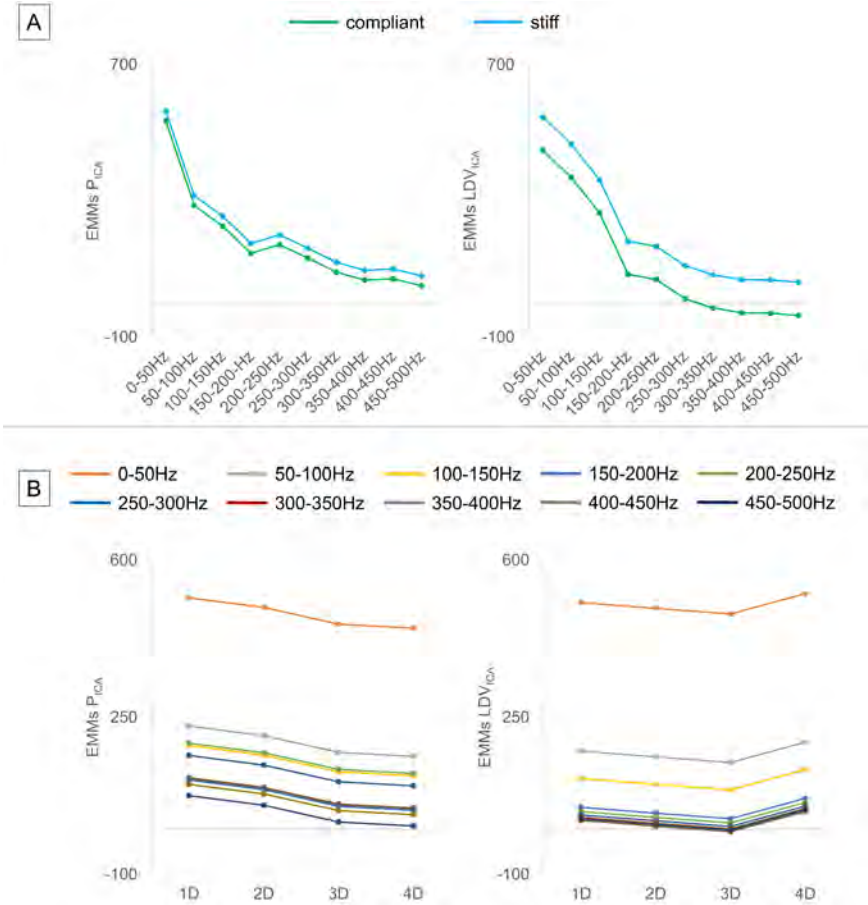 A
compliant
stiff
700
EMMs P_ICA
-100
0-50Hz
50-100Hz
100-150Hz
150-200-Hz
200-250Hz
250-300Hz
300-350Hz
350-400Hz
400-450Hz
450-500Hz
700
EMMs LDV_ICA
-100
0-50Hz
50-100Hz
100-150Hz
150-200-Hz
200-250Hz
250-300Hz
300-350Hz
350-400Hz
400-450Hz
450-500Hz
B
0-50Hz 50-100Hz 100-150Hz 150-200Hz 200-250Hz
250-300Hz 300-350Hz 350-400Hz 400-450Hz 450-500Hz
600
EMMs P_ICA
250
-100
1D 2D 3D 4D
600
EMMs LDV_ICA
250
-100
1D 2D 3D 4D